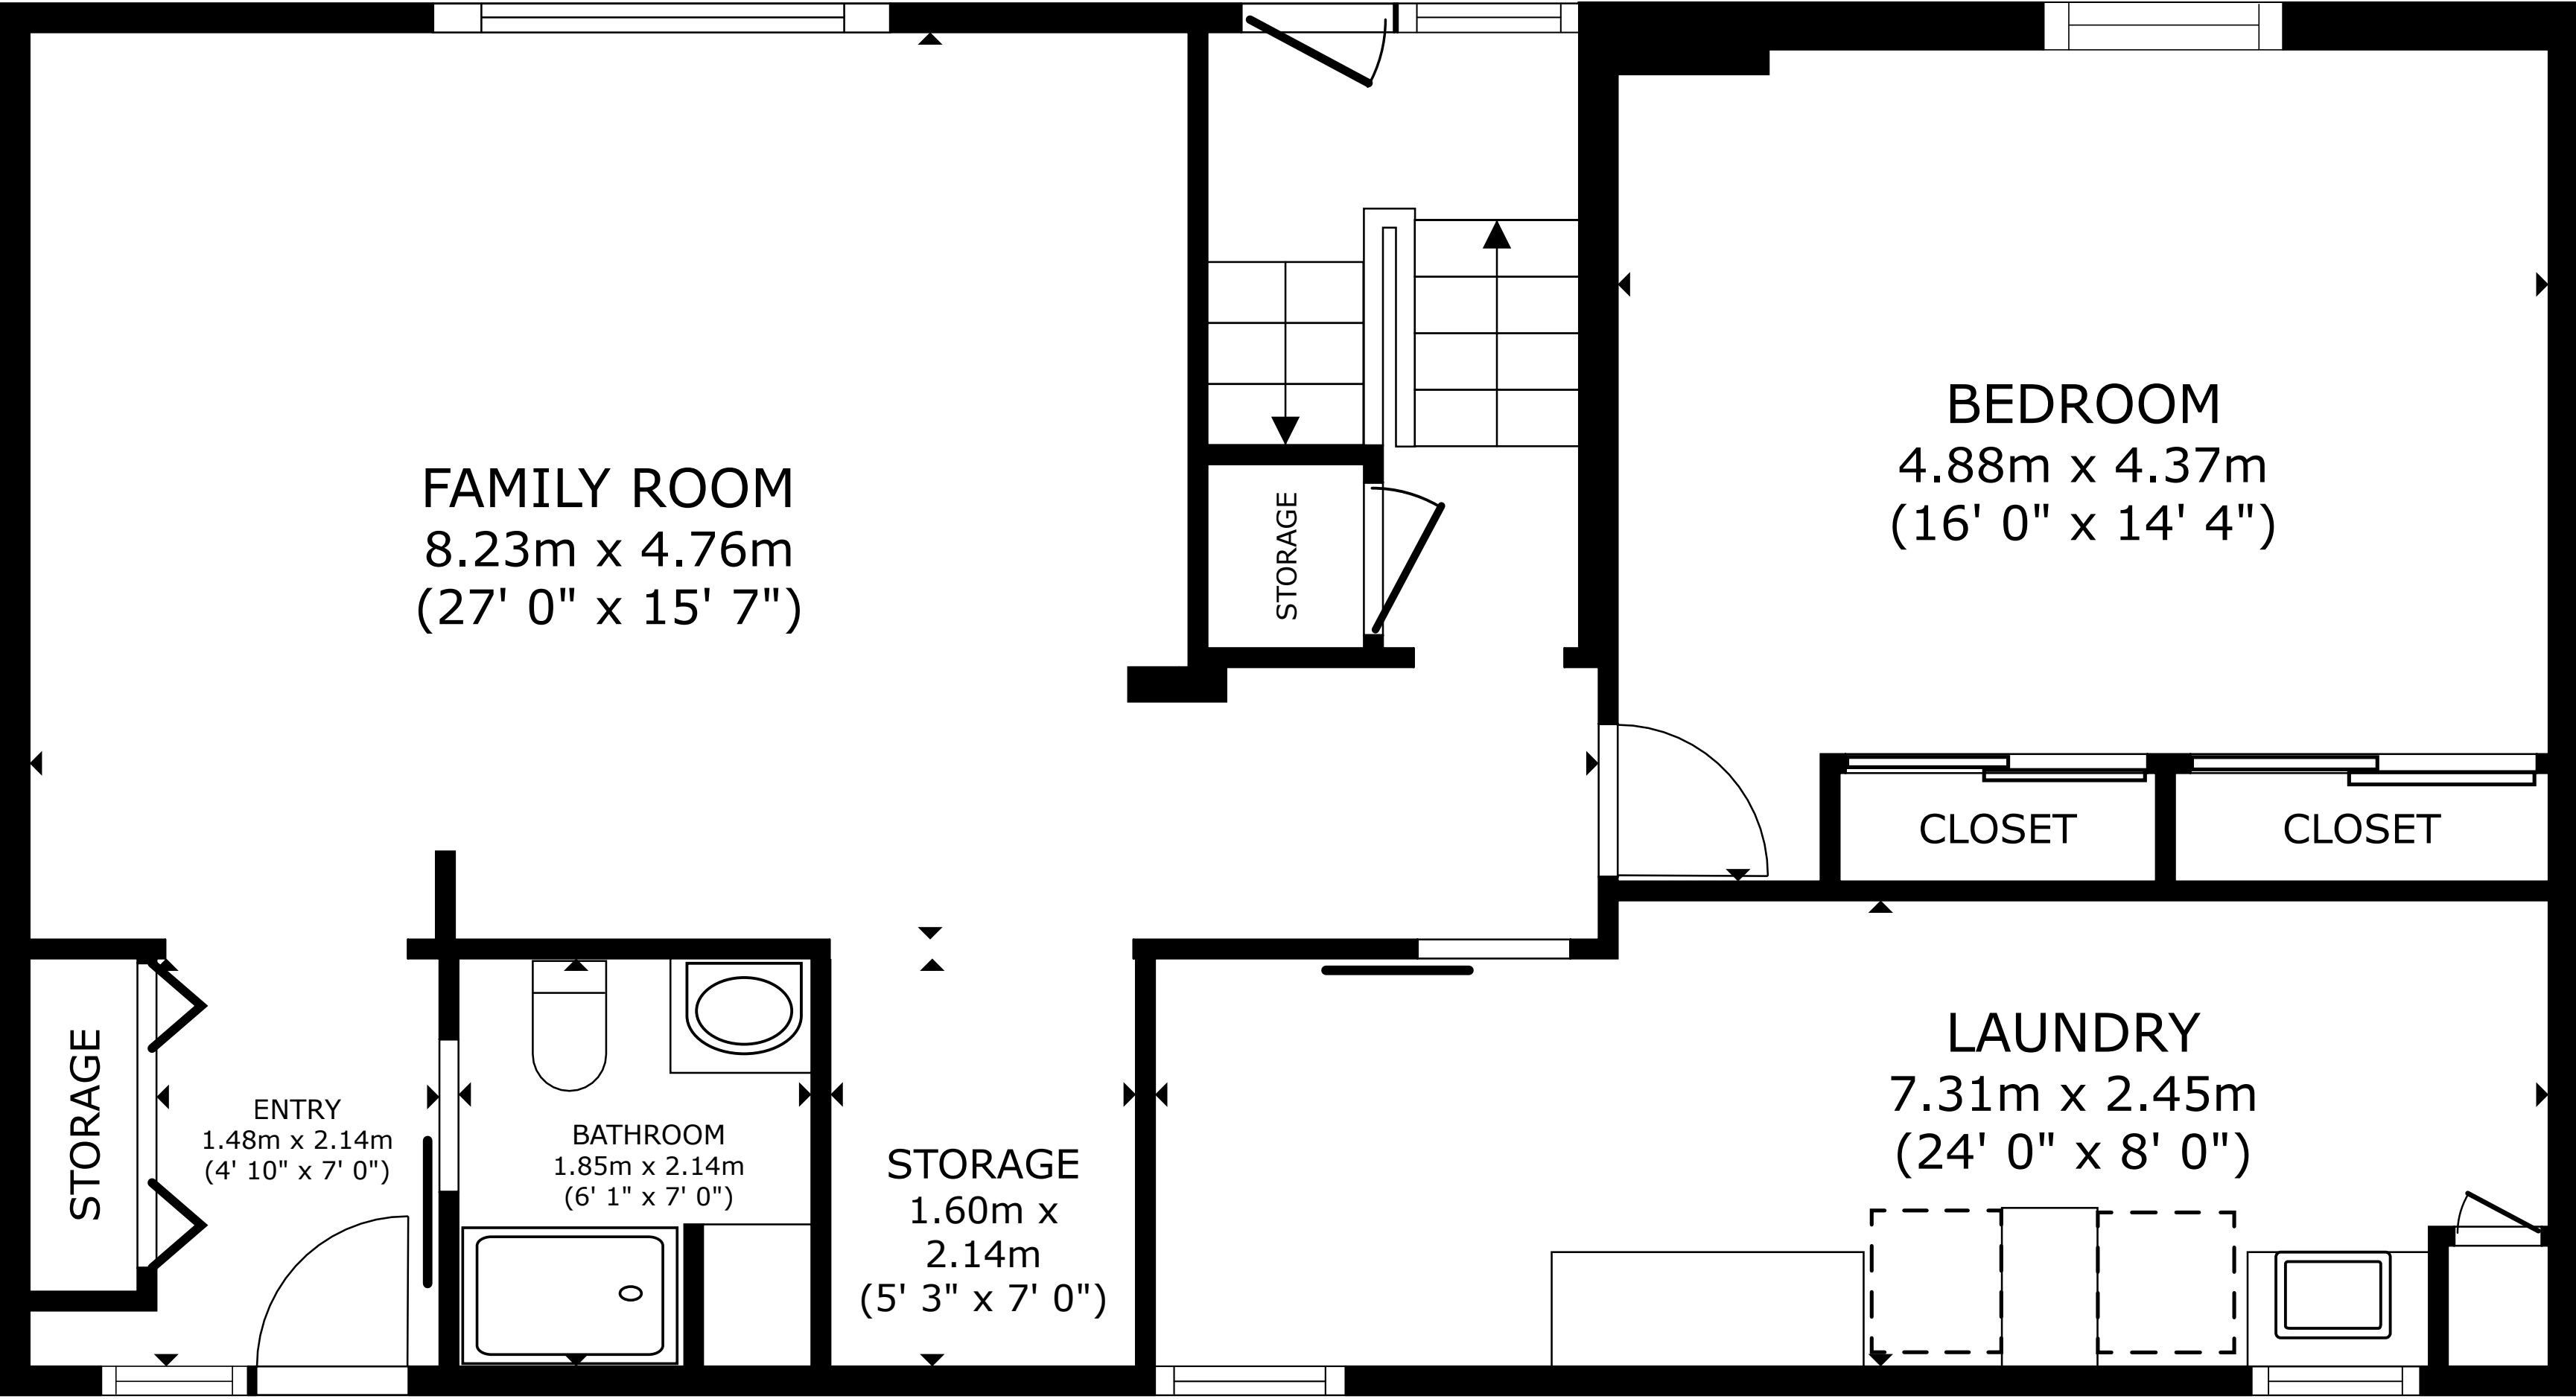 FAMILY ROOM
8.23m x 4.76m
(27' 0" x 15' 7")
STORAGE
BEDROOM
4.88m x 4.37m
(16' 0" x 14' 4")
CLOSET
CLOSET
STORAGE
ENTRY
1.48m x 2.14m
(4' 10" x 7' 0")
BATHROOM
1.85m x 2.14m
(6' 1" x 7' 0")
STORAGE
1.60m x
2.14m
(5' 3" x 7' 0")
LAUNDRY
7.31m x 2.45m
(24' 0" x 8' 0")